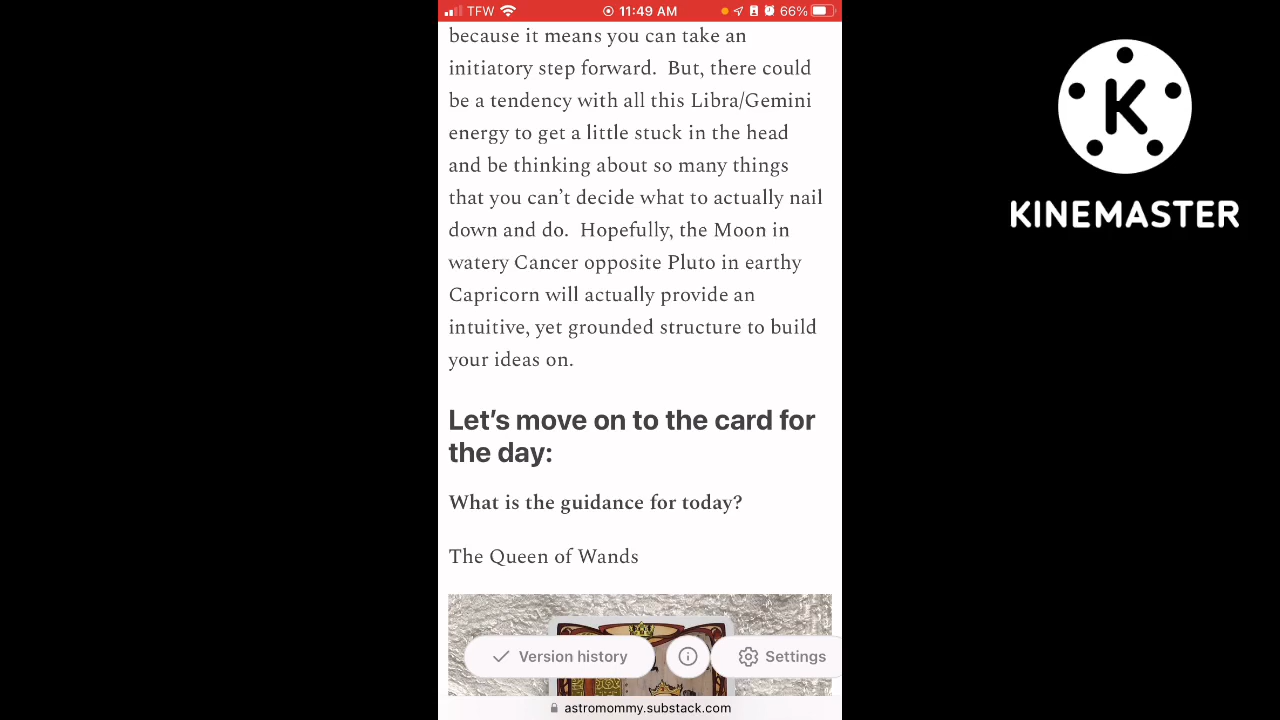 TFW 11:49 AM 66%
because it means you can take an
initiatory step forward.  But, there could
be a tendency with all this Libra/Gemini
energy to get a little stuck in the head
and be thinking about so many things
that you can’t decide what to actually nail
down and do.  Hopefully, the Moon in
watery Cancer opposite Pluto in earthy
Capricorn will actually provide an
intuitive, yet grounded structure to build
your ideas on.
Let’s move on to the card for
the day:
What is the guidance for today?
The Queen of Wands
Version history
Settings
astromommy.substack.com
K
KINEMASTER